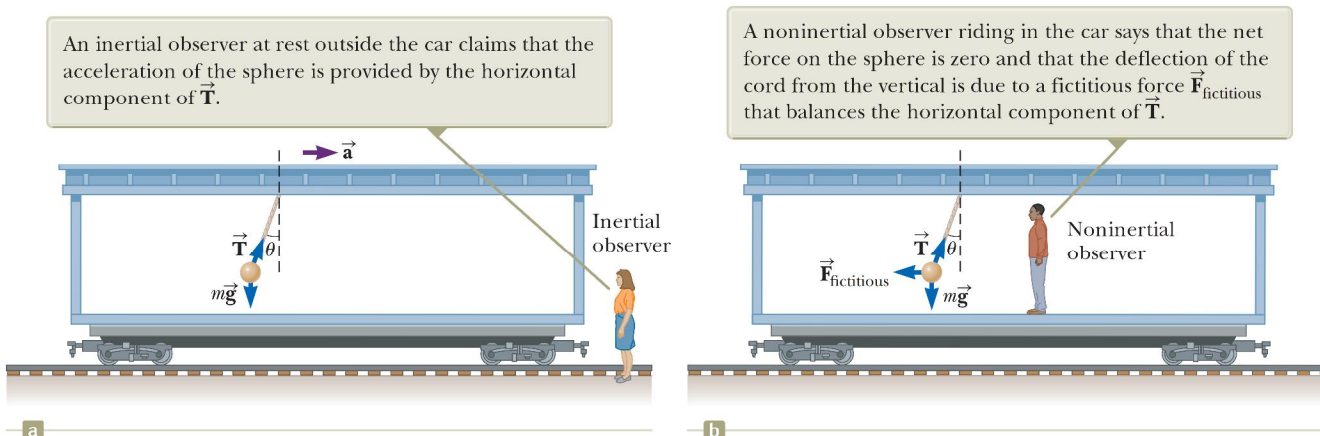 An inertial observer at rest outside the car claims that the
acceleration of the sphere is provided by the horizontal
component of T⃗.
a⃗
Inertial
observer
T⃗
θ
mg⃗
a
A noninertial observer riding in the car says that the net
force on the sphere is zero and that the deflection of the
cord from the vertical is due to a fictitious force F⃗fictitious
that balances the horizontal component of T⃗.
Noninertial
observer
T⃗
θ
F⃗fictitious
mg⃗
b